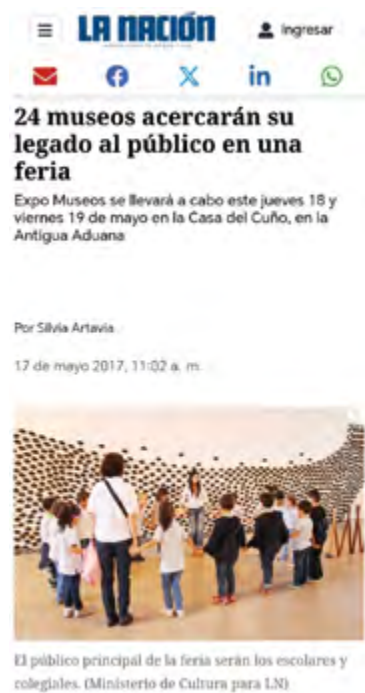 LA NACIÓN
Ingresar
24 museos acercarán su
legado al público en una
feria
Expo Museos se llevará a cabo este jueves 18 y
viernes 19 de mayo en la Casa del Cuño, en la
Antigua Aduana
Por Silvia Artavia
17 de mayo 2017, 11:02 a. m.
El público principal de la feria serán los escolares y
colegiales. (Ministerio de Cultura para LN)